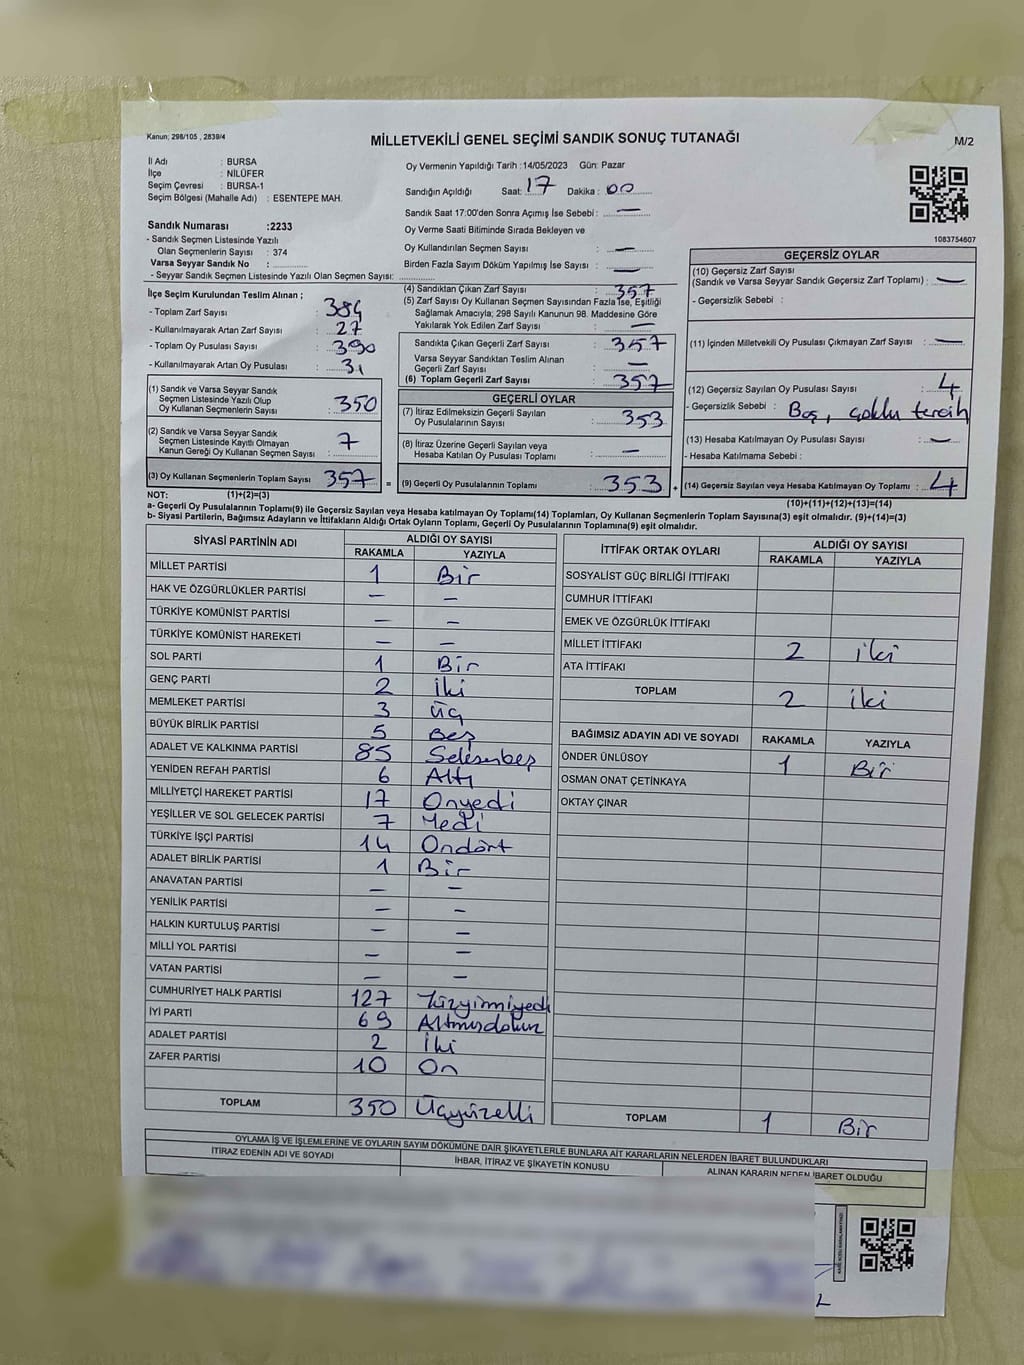 Kanun; 298/105 , 2839/4
MİLLETVEKİLİ GENEL SEÇİMİ SANDIK SONUÇ TUTANAĞI
M/2
İl Adı : BURSA
İlçe : NİLÜFER
Seçim Çevresi : BURSA-1
Seçim Bölgesi (Mahalle Adı) : ESENTEPE MAH.
Sandık Numarası :2233
- Sandık Seçmen Listesinde Yazılı
Olan Seçmenlerin Sayısı : 374
Varsa Seyyar Sandık No :
- Seyyar Sandık Seçmen Listesinde Yazılı Olan Seçmen Sayısı:
Oy Vermenin Yapıldığı Tarih :14/05/2023 Gün: Pazar
Sandığın Açıldığı Saat: 17 Dakika : 00
Sandık Saat 17:00'den Sonra Açımış İse Sebebi : —
Oy Verme Saati Bitiminde Sırada Bekleyen ve
Oy Kullandırılan Seçmen Sayısı : —
Birden Fazla Sayım Döküm Yapılmış İse Sayısı : —
1083754607
İlçe Seçim Kurulundan Teslim Alınan ;
- Toplam Zarf Sayısı : 384
- Kullanılmayarak Artan Zarf Sayısı : 27
- Toplam Oy Pusulası Sayısı : 390
- Kullanılmayarak Artan Oy Pusulası : 31
(1) Sandık ve Varsa Seyyar Sandık
Seçmen Listesinde Yazılı Olup
Oy Kullanan Seçmenlerin Sayısı : 350
(2) Sandık ve Varsa Seyyar Sandık
Seçmen Listesinde Kayıtlı Olmayan
Kanun Gereği Oy Kullanan Seçmen Sayısı : 7
(3) Oy Kullanan Seçmenlerin Toplam Sayısı : 357 =
(4) Sandıktan Çıkan Zarf Sayısı : 357
(5) Zarf Sayısı Oy Kullanan Seçmen Sayısından Fazla İse, Eşitliği
Sağlamak Amacıyla; 298 Sayılı Kanunun 98. Maddesine Göre
Yakılarak Yok Edilen Zarf Sayısı : —
Sandıkta Çıkan Geçerli Zarf Sayısı : 357
Varsa Seyyar Sandıktan Teslim Alınan
Geçerli Zarf Sayısı : —
(6) Toplam Geçerli Zarf Sayısı : 357
GEÇERLİ OYLAR
(7) İtiraz Edilmeksizin Geçerli Sayılan
Oy Pusulalarının Sayısı : 353
(8) İtiraz Üzerine Geçerli Sayılan veya
Hesaba Katılan Oy Pusulası Toplamı : —
(9) Geçerli Oy Pusulalarının Toplamı : 353 +
GEÇERSİZ OYLAR
(10) Geçersiz Zarf Sayısı
(Sandık ve Varsa Seyyar Sandık Geçersiz Zarf Toplamı) : —
- Geçersizlik Sebebi :
(11) İçinden Milletvekili Oy Pusulası Çıkmayan Zarf Sayısı : —
(12) Geçersiz Sayılan Oy Pusulası Sayısı : 4
- Geçersizlik Sebebi : Boş, çoklu tercih
(13) Hesaba Katılmayan Oy Pusulası Sayısı : —
- Hesaba Katılmama Sebebi :
(14) Geçersiz Sayılan veya Hesaba Katılmayan Oy Toplamı : 4
NOT: (1)+(2)=(3) (10)+(11)+(12)+(13)=(14)
a- Geçerli Oy Pusulalarının Toplamı(9) ile Geçersiz Sayılan veya Hesaba Katılmayan Oy Toplamı(14) Toplamları, Oy Kullanan Seçmenlerin Toplam Sayısına(3) eşit olmalıdır. (9)+(14)=(3)
b- Siyasi Partilerin, Bağımsız Adayların ve İttifakların Aldığı Ortak Oyların Toplamı, Geçerli Oy Pusulalarının Toplamına(9) eşit olmalıdır.
SİYASİ PARTİNİN ADI ALDIĞI OY SAYISI
RAKAMLA YAZIYLA
MİLLET PARTİSİ 1 Bir
HAK VE ÖZGÜRLÜKLER PARTİSİ — —
TÜRKİYE KOMÜNİST PARTİSİ — —
TÜRKİYE KOMÜNİST HAREKETİ — —
SOL PARTİ 1 Bir
GENÇ PARTİ 2 İki
MEMLEKET PARTİSİ 3 Üç
BÜYÜK BİRLİK PARTİSİ 5 Beş
ADALET VE KALKINMA PARTİSİ 85 Seksenbeş
YENİDEN REFAH PARTİSİ 6 Altı
MİLLİYETÇİ HAREKET PARTİSİ 17 Onyedi
YEŞİLLER VE SOL GELECEK PARTİSİ 7 Yedi
TÜRKİYE İŞÇİ PARTİSİ 14 Ondört
ADALET BİRLİK PARTİSİ 1 Bir
ANAVATAN PARTİSİ — —
YENİLİK PARTİSİ — —
HALKIN KURTULUŞ PARTİSİ — —
MİLLİ YOL PARTİSİ — —
VATAN PARTİSİ — —
CUMHURİYET HALK PARTİSİ 127 Yüzyirmiyedi
İYİ PARTİ 69 Altmışdokuz
ADALET PARTİSİ 2 İki
ZAFER PARTİSİ 10 On
TOPLAM 350 Üçyüzelli
İTTİFAK ORTAK OYLARI ALDIĞI OY SAYISI
RAKAMLA YAZIYLA
SOSYALİST GÜÇ BİRLİĞİ İTTİFAKI
CUMHUR İTTİFAKI
EMEK VE ÖZGÜRLÜK İTTİFAKI
MİLLET İTTİFAKI 2 iki
ATA İTTİFAKI
TOPLAM 2 iki
BAĞIMSIZ ADAYIN ADI VE SOYADI RAKAMLA YAZIYLA
ÖNDER ÜNLÜSOY 1 Bir
OSMAN ONAT ÇETİNKAYA
OKTAY ÇINAR
TOPLAM 1 Bir
OYLAMA İŞ VE İŞLEMLERİNE VE OYLARIN SAYIM DÖKÜMÜNE DAİR ŞİKAYETLERLE BUNLARA AİT KARARLARIN NELERDEN İBARET BULUNDUKLARI
İTİRAZ EDENİN ADI VE SOYADI İHBAR, İTİRAZ VE ŞİKAYETİN KONUSU ALINAN KARARIN NEDEN İBARET OLDUĞU